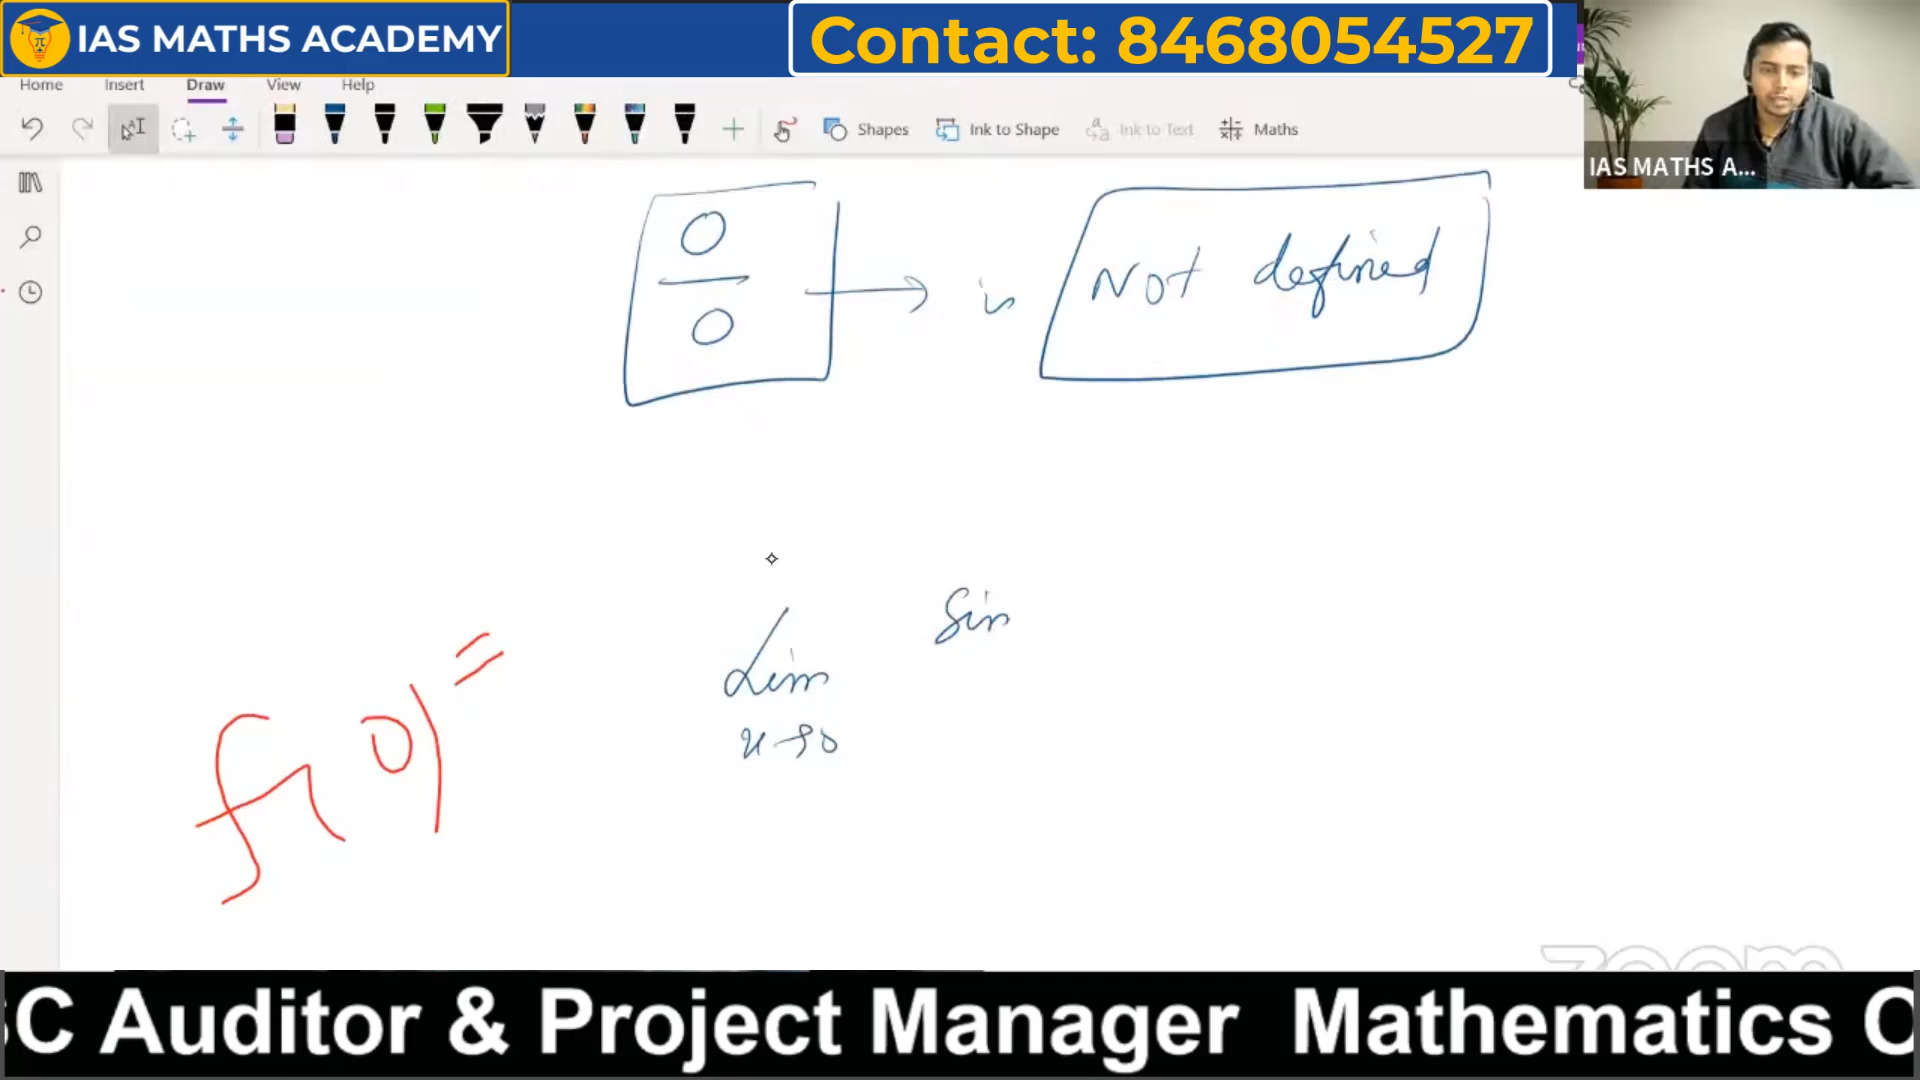 IAS MATHS ACADEMY
Contact: 8468054527
Home Insert Draw View Help
Shapes Ink to Shape Ink to Text Maths
IAS MATHS A...
0
0
is Not defined
f(0) =
Lim Sin
x→0
zoom
C Auditor & Project Manager Mathematics